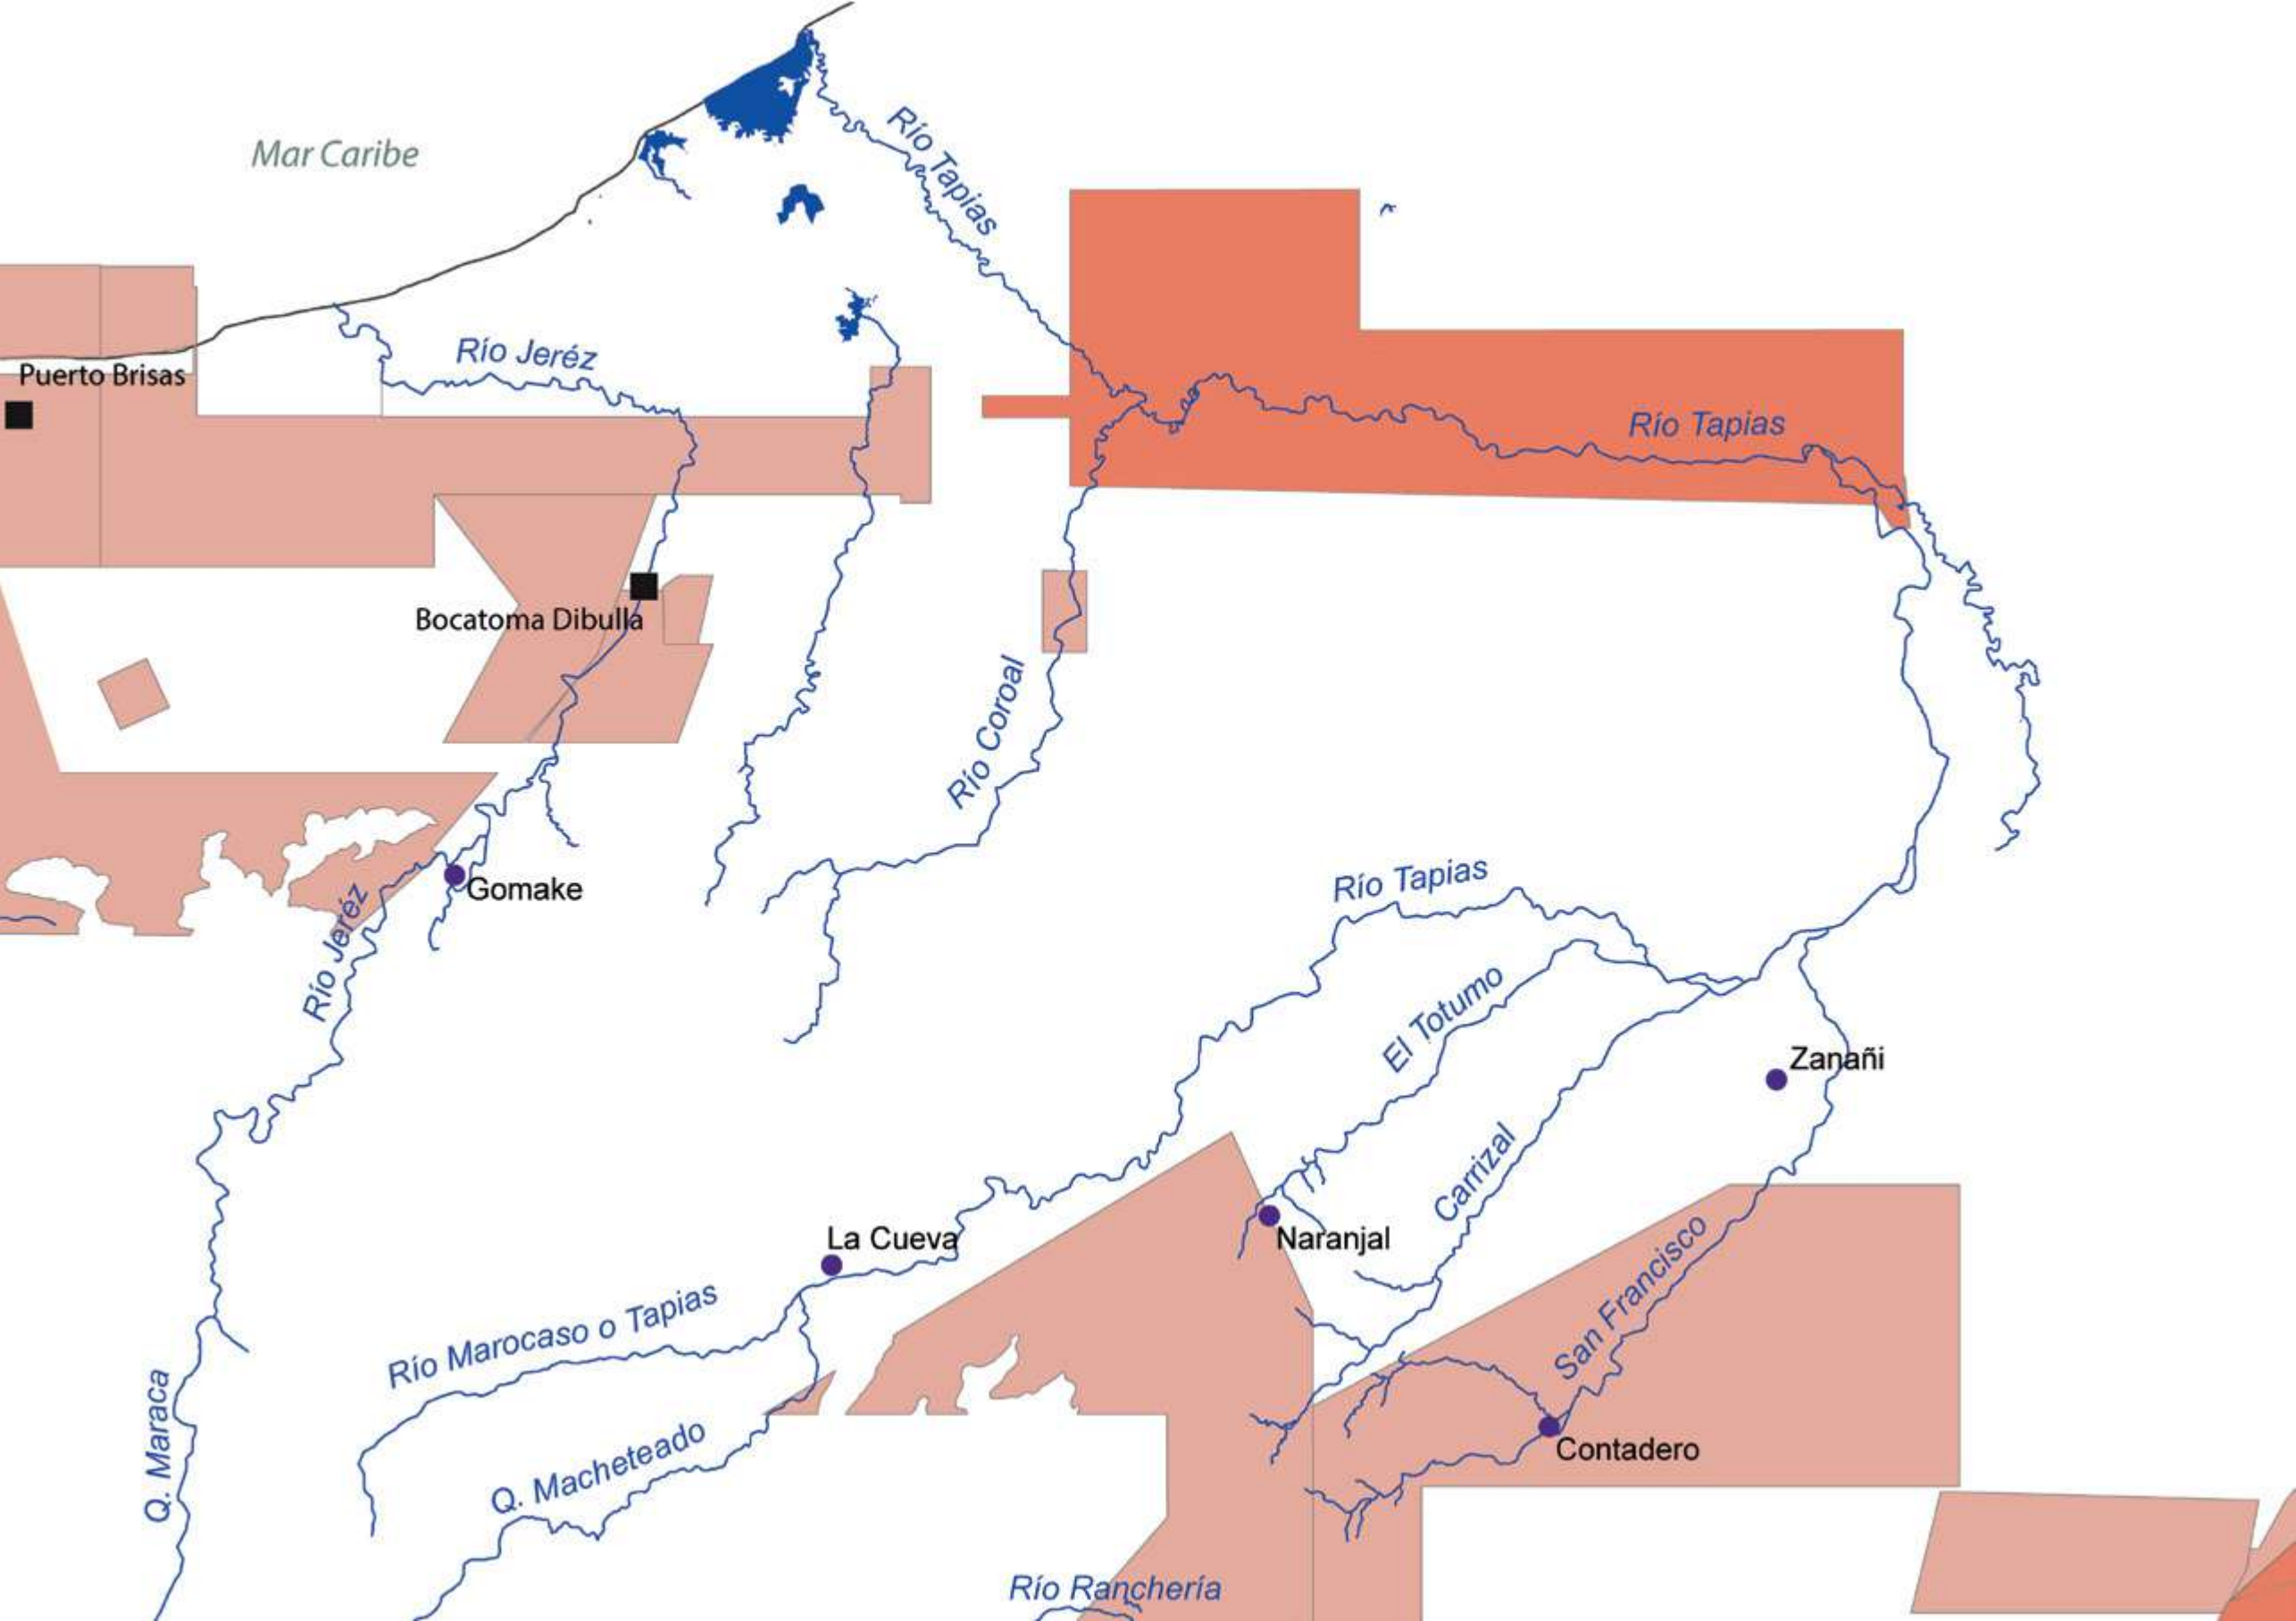 Río Tapias
Mar Caribe
Río Jeréz
Puerto Brisas
Río Tapias
Bocatoma Dibulla
Río Coroal
Río Tapias
Gomake
Río Jeréz
El Totumo
Zanañi
Carrizal
La Cueva
Naranjal
San Francisco
Río Marocaso o Tapias
Q. Maraca
Q. Macheteado
Contadero
Río Ranchería